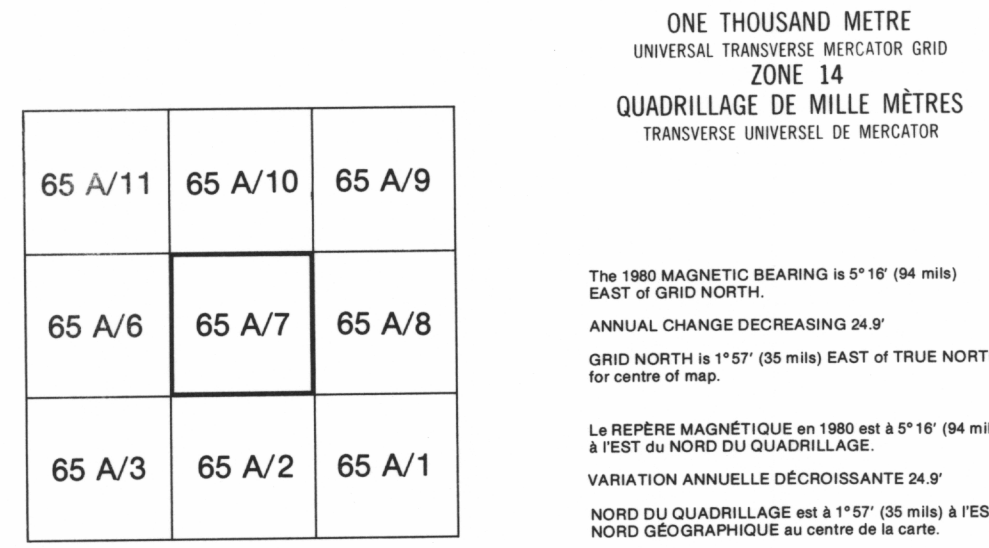 ONE THOUSAND METRE
UNIVERSAL TRANSVERSE MERCATOR GRID
ZONE 14
QUADRILLAGE DE MILLE MÈTRES
TRANSVERSE UNIVERSEL DE MERCATOR
65 A/11 65 A/10 65 A/9
65 A/6 65 A/7 65 A/8
65 A/3 65 A/2 65 A/1
The 1980 MAGNETIC BEARING is 5°16′ (94 mils)
EAST of GRID NORTH.
ANNUAL CHANGE DECREASING 24.9′
GRID NORTH is 1°57′ (35 mils) EAST of TRUE NORT
for centre of map.
Le REPÈRE MAGNÉTIQUE en 1980 est à 5°16′ (94 mil
à l'EST du NORD DU QUADRILLAGE.
VARIATION ANNUELLE DÉCROISSANTE 24.9′
NORD DU QUADRILLAGE est à 1°57′ (35 mils) à l'ES
NORD GÉOGRAPHIQUE au centre de la carte.